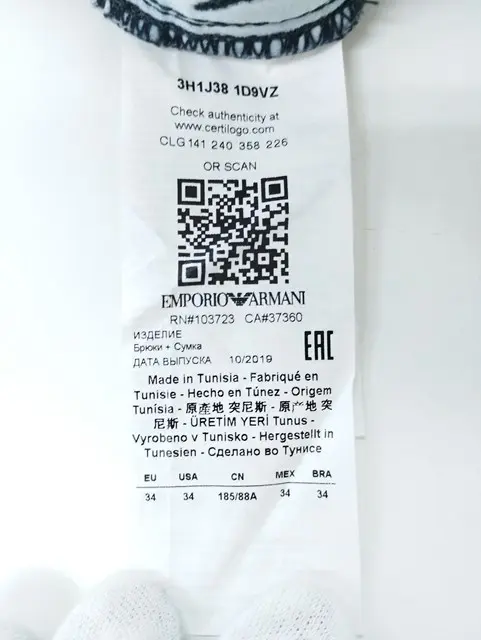 3H1J38 1D9VZ
Check authenticity at
www.certilogo.com
CLG 141 240 358 226
OR SCAN
EMPORIO ARMANI
RN#103723 CA#37360
ИЗДЕЛИЕ
Брюки + Сумка
ДАТА ВЫПУСКА 10/2019
EAC
Made in Tunisia - Fabriqué en
Tunisie - Hecho en Túnez - Origem
Tunísia - 原產地 突尼斯 - 原产地 突
尼斯 - ÜRETİM YERİ Tunus -
Vyrobeno v Tunisko - Hergestellt in
Tunesien - Сделано во Тунисе
EU USA CN MEX BRA
34 34 185/88A 34 34